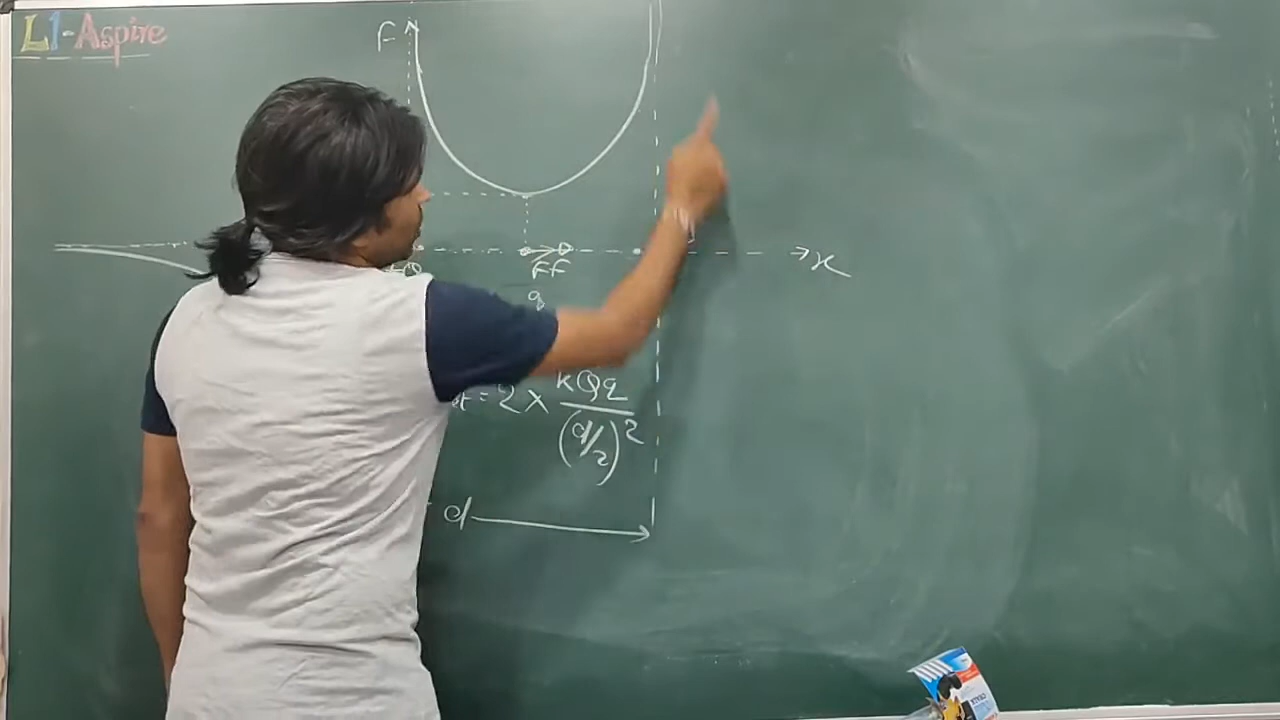 L1-Aspire
F
x
FF
q
= 2 x kQq / (d/2)²
d